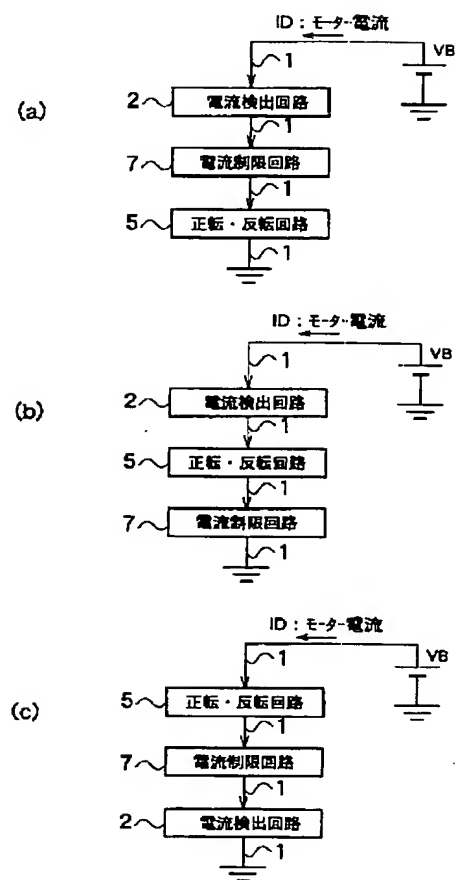 ID：モーター電流
VB
1
(a)
2 電流検出回路
1
7 電流制限回路
1
5 正転・反転回路
1
ID：モーター電流
VB
1
(b)
2 電流検出回路
1
5 正転・反転回路
1
7 電流制限回路
1
ID：モーター電流
VB
1
(c)
5 正転・反転回路
1
7 電流制限回路
1
2 電流検出回路
1